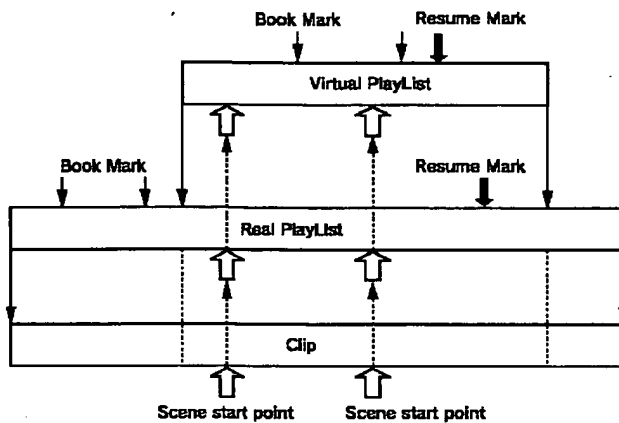 Book Mark
Resume Mark
Virtual PlayList
Book Mark
Resume Mark
Real PlayList
Clip
Scene start point
Scene start point